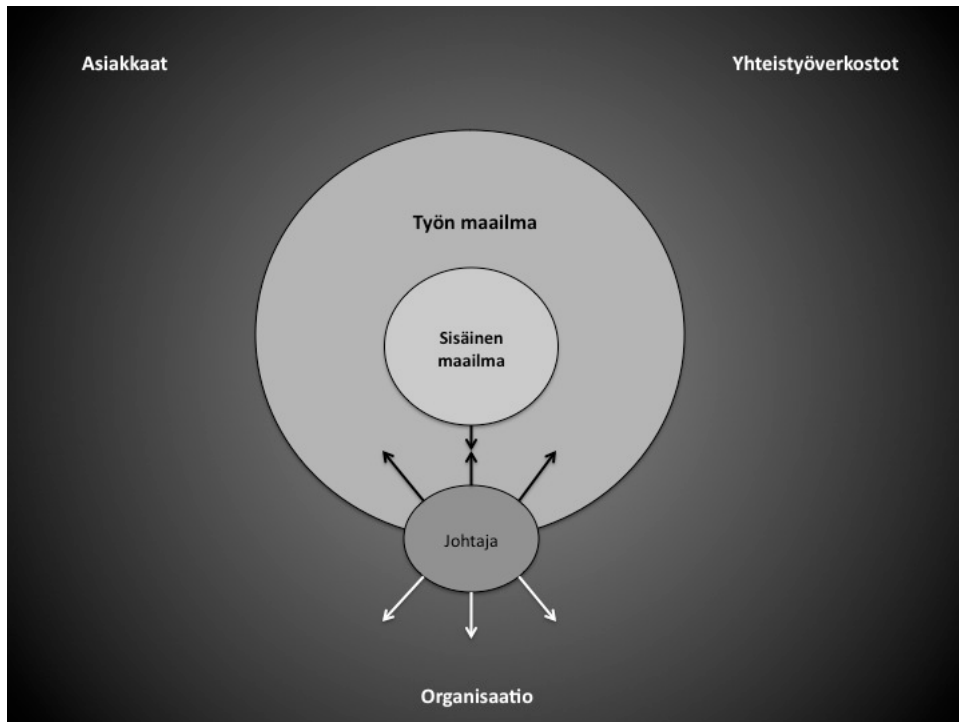 Asiakkaat
Yhteistyöverkostot
Työn maailma
Sisäinen
maailma
Johtaja
Organisaatio